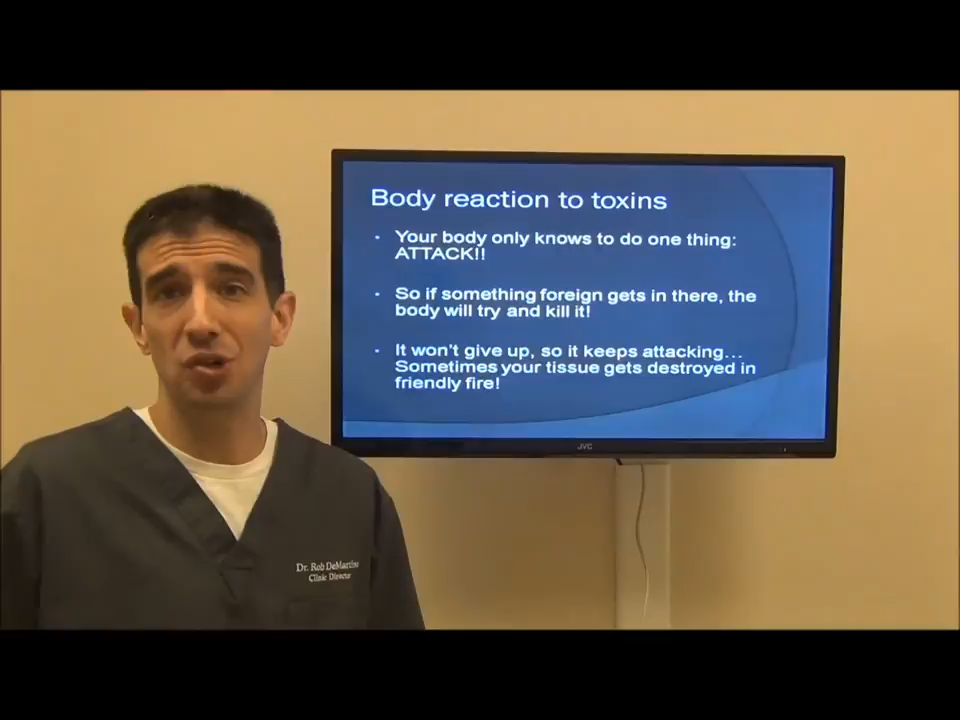 Body reaction to toxins
• Your body only knows to do one thing:
ATTACK!!
• So if something foreign gets in there, the
body will try and kill it!
• It won't give up, so it keeps attacking…
Sometimes your tissue gets destroyed in
friendly fire!
JVC
Dr. Rob DeMartino
Clinic Director